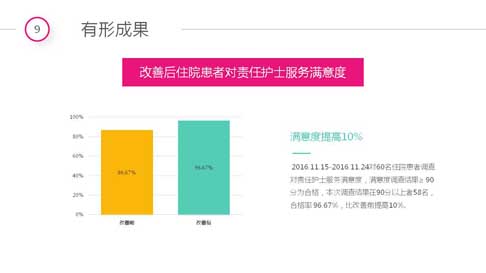 9
有形成果
改善后住院患者对责任护士服务满意度
100%
80%
60%
40%
20%
0%
86.67%
96.67%
改善前
改善后
满意度提高10%
2016.11.15-2016.11.24对60名住院患者调查
对责任护士服务满意度，满意度调查结果≥90
分为合格，本次调查结果在90分以上者58名，
合格率 96.67%，比改善前提高10%。